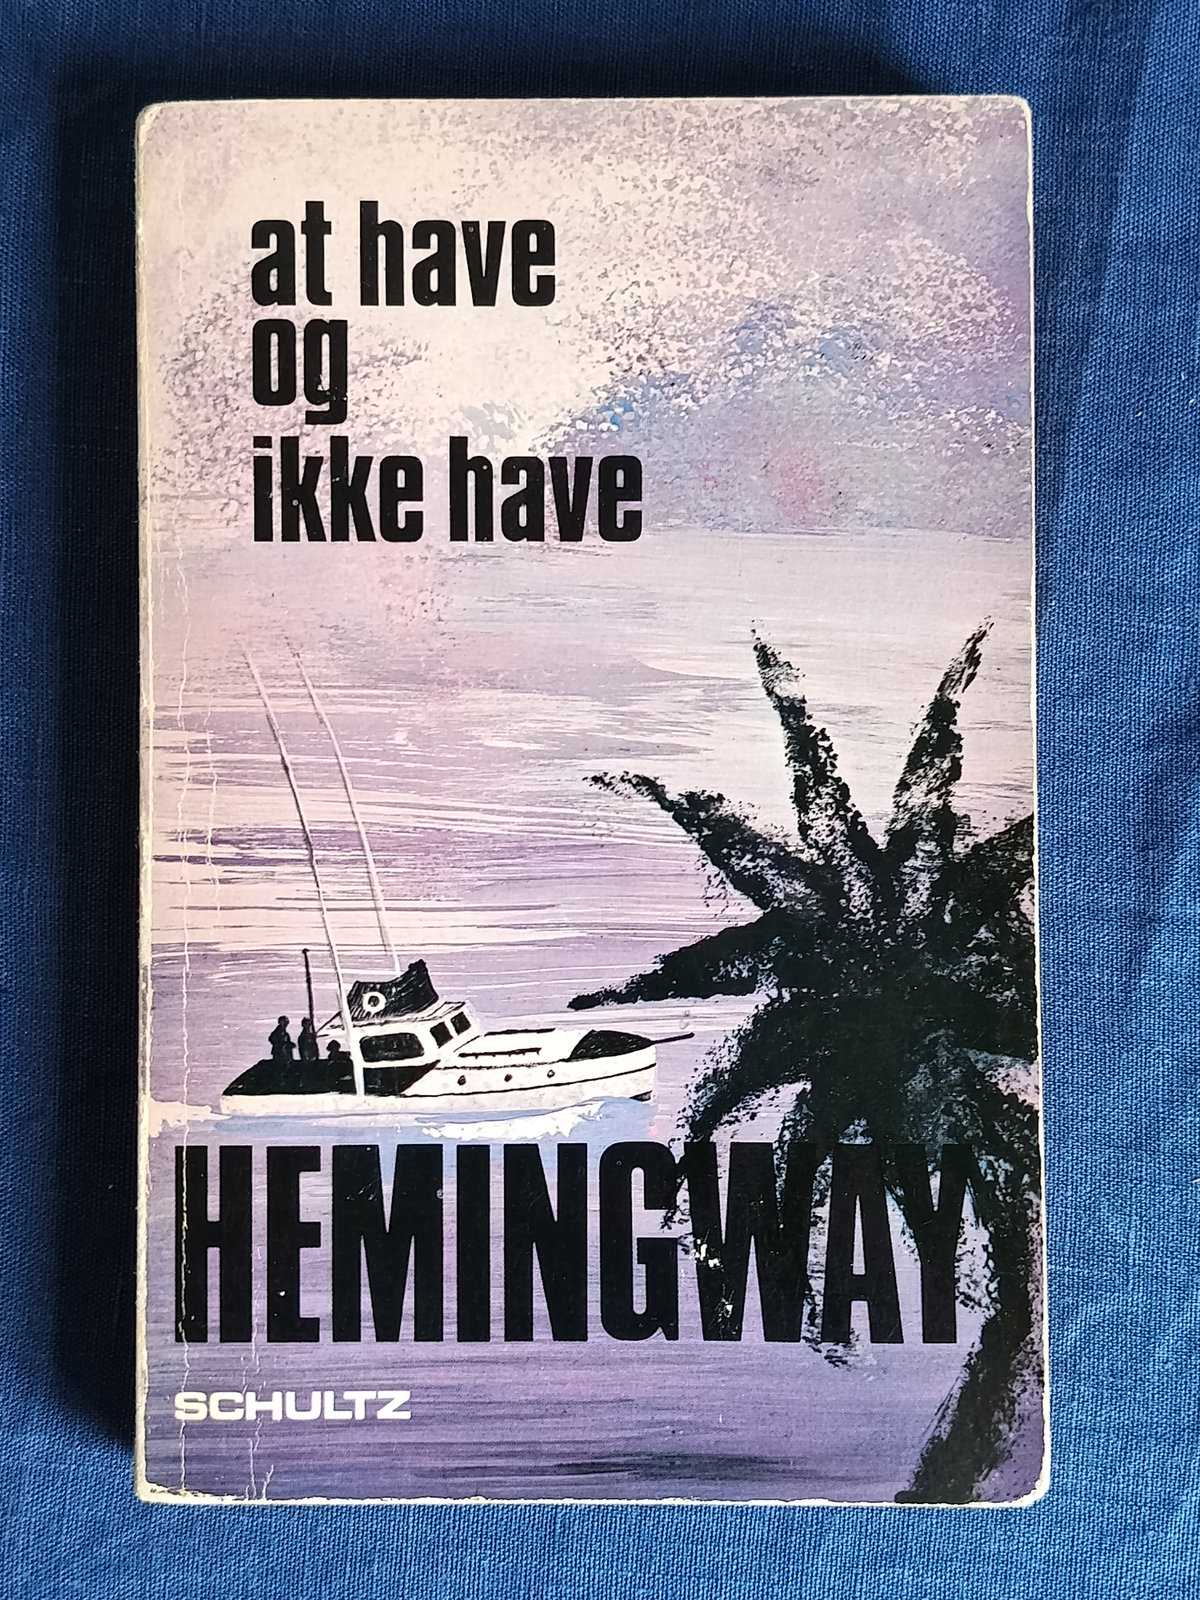 at have
og
ikke have
HEMINGWAY
SCHULTZ